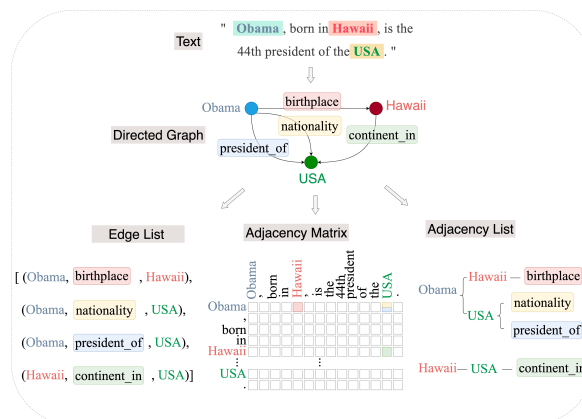 Text
" Obama, born in Hawaii, is the
44th president of the USA. "
Directed Graph
Obama
birthplace
Hawaii
nationality
president_of
continent_in
USA
Edge List
[ (Obama, birthplace , Hawaii),
(Obama, nationality , USA),
(Obama, president_of , USA),
(Hawaii, continent_in , USA)]
Adjacency Matrix
Obama
,
born
in
Hawaii
,
is
the
44th
president
of
the
USA
.
Obama
,
born
in
Hawaii
...
...
USA
.
Adjacency List
Obama
Hawaii — birthplace
USA
nationality
president_of
Hawaii — USA — continent_in